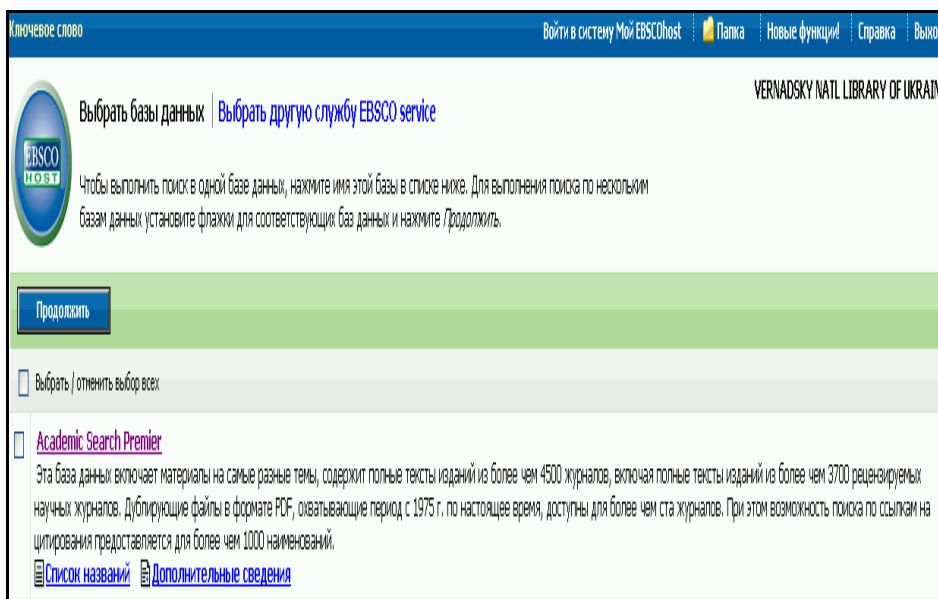 Ключевое слово Войти в систему Мой EBSCOhost Папка Новые функции! Справка Выхо
VERNADSKY NATL LIBRARY OF UKRAIN
Выбрать базы данных | Выбрать другую службу EBSCO service
EBSCO
HOST
Чтобы выполнить поиск в одной базе данных, нажмите имя этой базы в списке ниже. Для выполнения поиска по нескольким
базам данных установите флажки для соответствующих баз данных и нажмите Продолжить.
Продолжить
Выбрать / отменить выбор всех
Academic Search Premier
Эта база данных включает материалы на самые разные темы, содержит полные тексты изданий из более чем 4500 журналов, включая полные тексты изданий из более чем 3700 рецензируемых
научных журналов. Дублирующие файлы в формате PDF, охватывающие период с 1975 г. по настоящее время, доступны для более чем ста журналов. При этом возможность поиска по ссылкам на
цитирования предоставляется для более чем 1000 наименований.
Список названий Дополнительные сведения